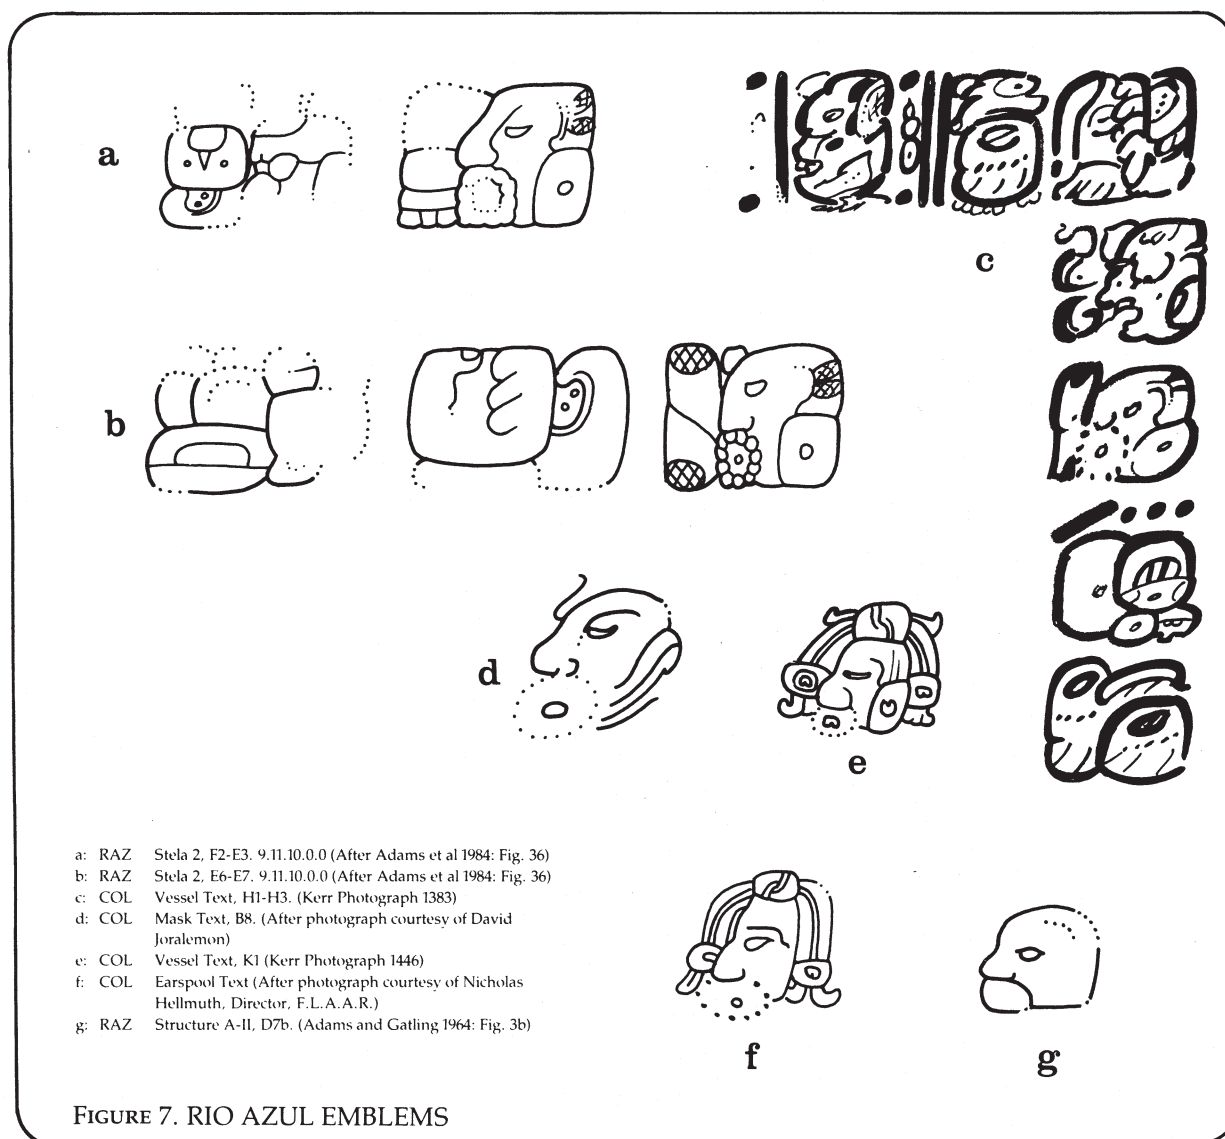 a
c
b
d
e
a: RAZ Stela 2, F2-E3. 9.11.10.0.0 (After Adams et al 1984: Fig. 36)
b: RAZ Stela 2, E6-E7. 9.11.10.0.0 (After Adams et al 1984: Fig. 36)
c: COL Vessel Text, H1-H3. (Kerr Photograph 1383)
d: COL Mask Text, B8. (After photograph courtesy of David
Joralemon)
e: COL Vessel Text, K1 (Kerr Photograph 1446)
f: COL Earspool Text (After photograph courtesy of Nicholas
Hellmuth, Director, F.L.A.A.R.)
g: RAZ Structure A-II, D7b. (Adams and Gatling 1964: Fig. 3b)
f
g
FIGURE 7. RIO AZUL EMBLEMS